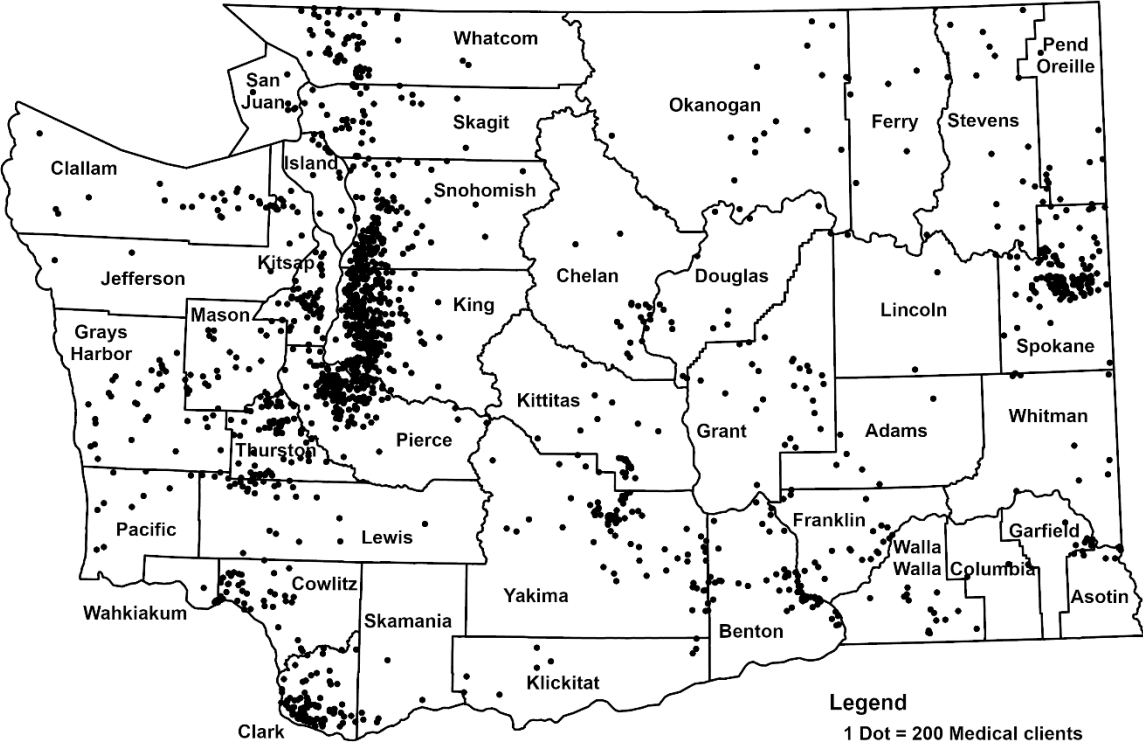 Whatcom
Pend
Oreille
San
Juan
Okanogan
Skagit
Ferry
Stevens
Island
Clallam
Snohomish
Kitsap
Jefferson
Chelan
Douglas
King
Mason
Lincoln
Grays
Harbor
Spokane
Kittitas
Whitman
Grant
Adams
Pierce
Thurston
Franklin
Pacific
Garfield
Lewis
Walla
Walla
Columbia
Cowlitz
Yakima
Asotin
Wahkiakum
Skamania
Benton
Klickitat
Clark
Legend
1 Dot = 200 Medical clients